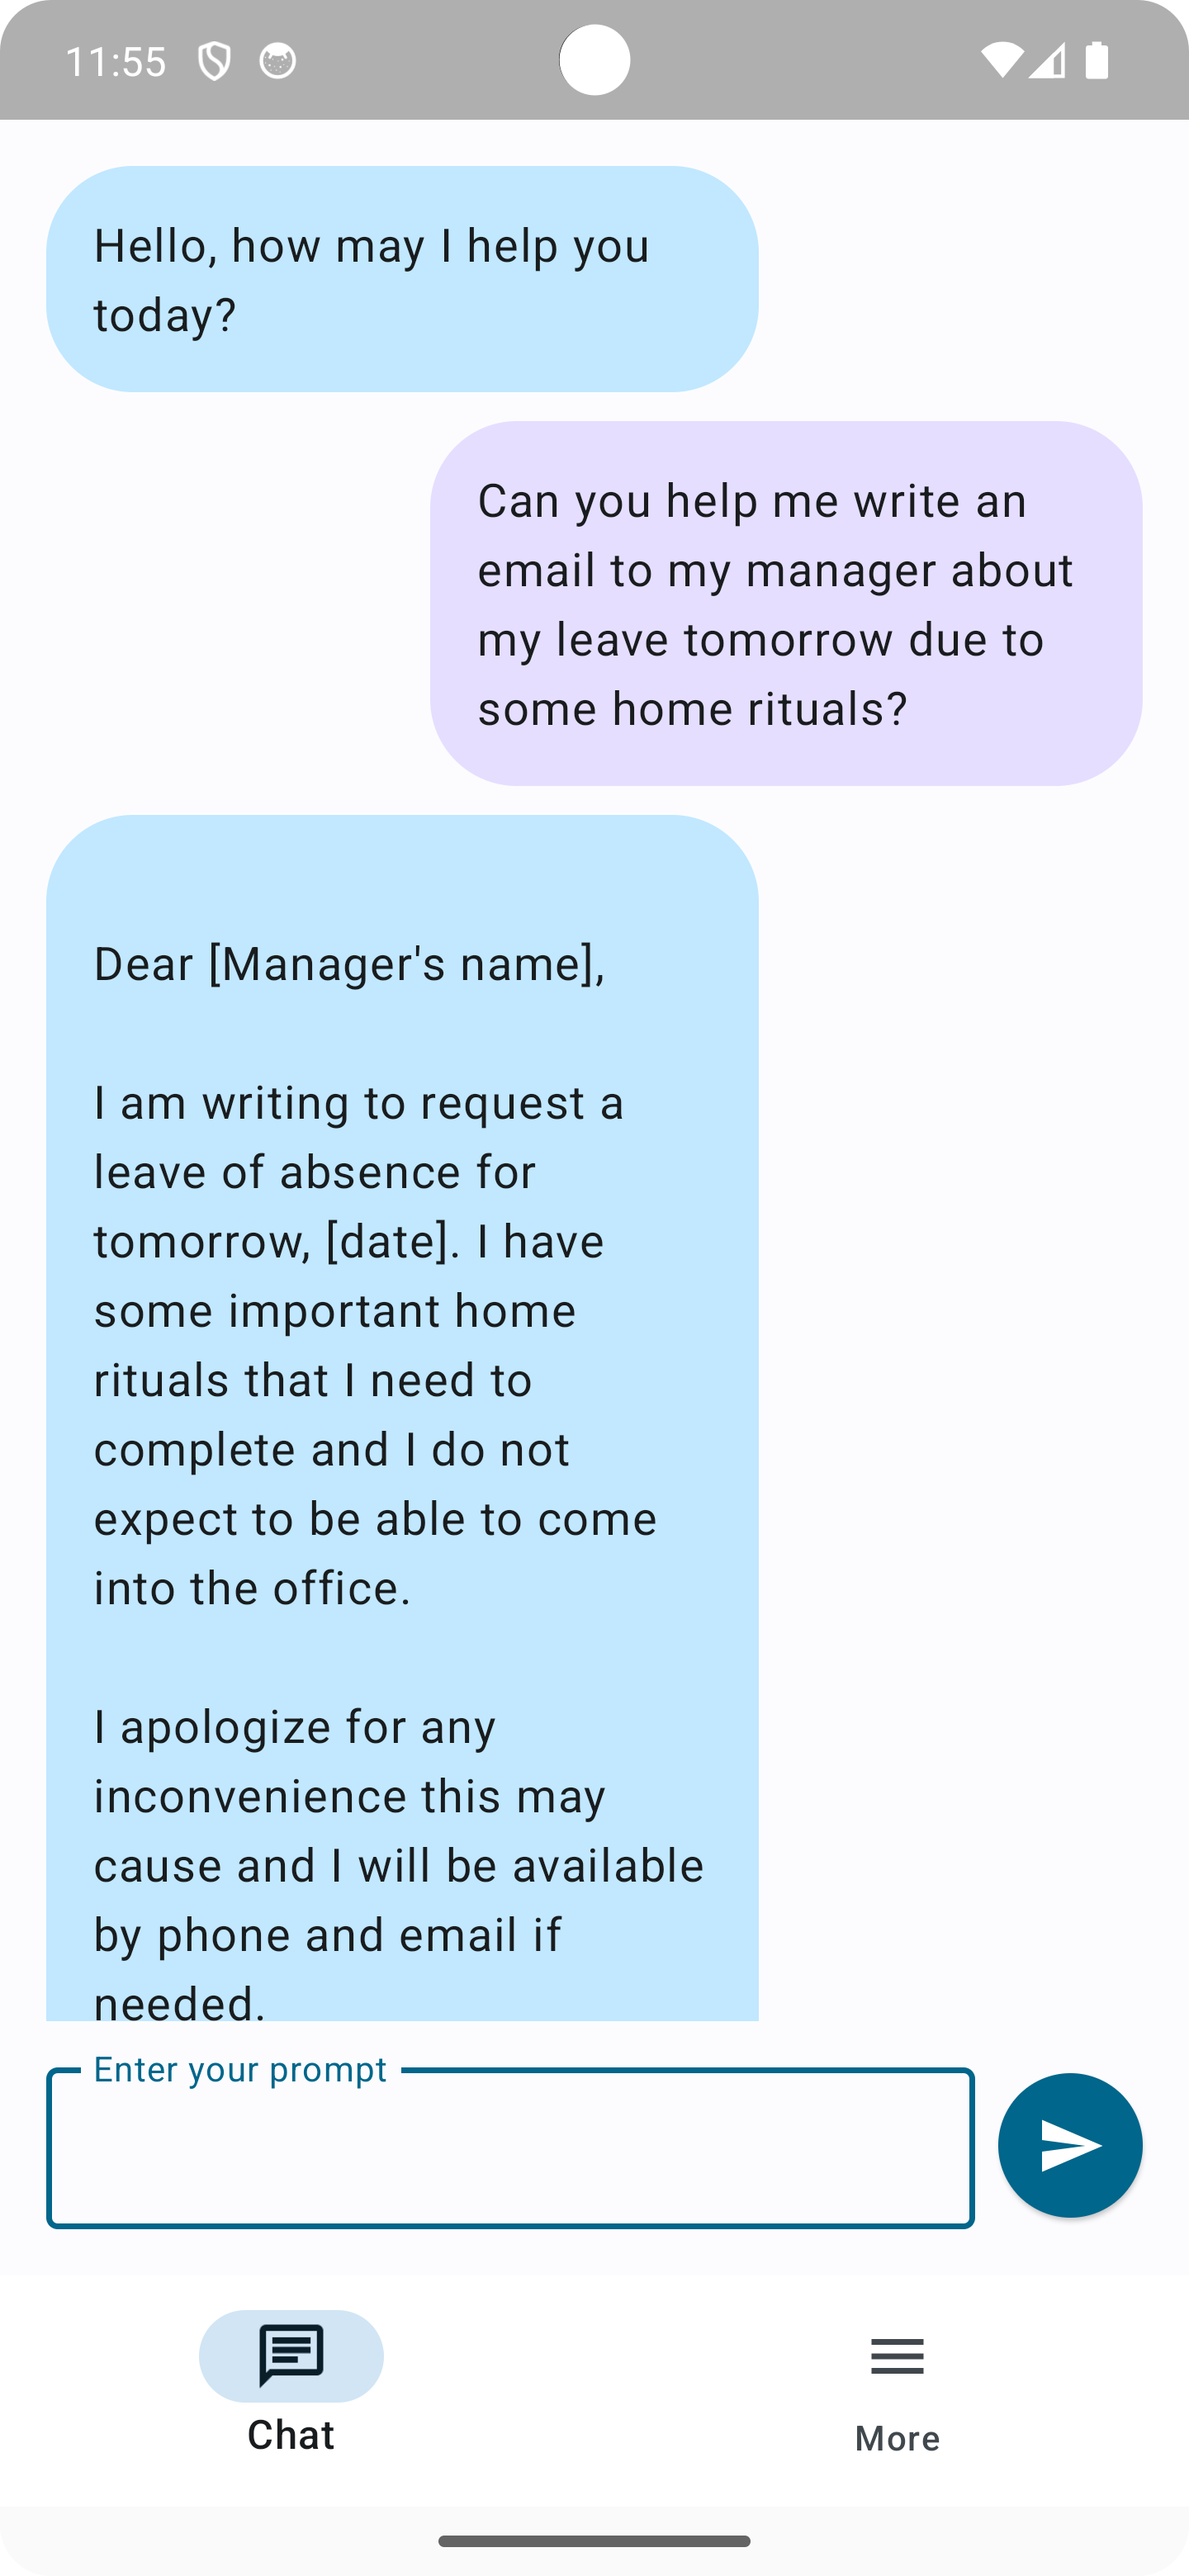 11:55
Hello, how may I help you
today?
Can you help me write an
email to my manager about
my leave tomorrow due to
some home rituals?
Dear [Manager's name],
I am writing to request a
leave of absence for
tomorrow, [date]. I have
some important home
rituals that I need to
complete and I do not
expect to be able to come
into the office.
I apologize for any
inconvenience this may
cause and I will be available
by phone and email if
needed.
Enter your prompt
Chat
More